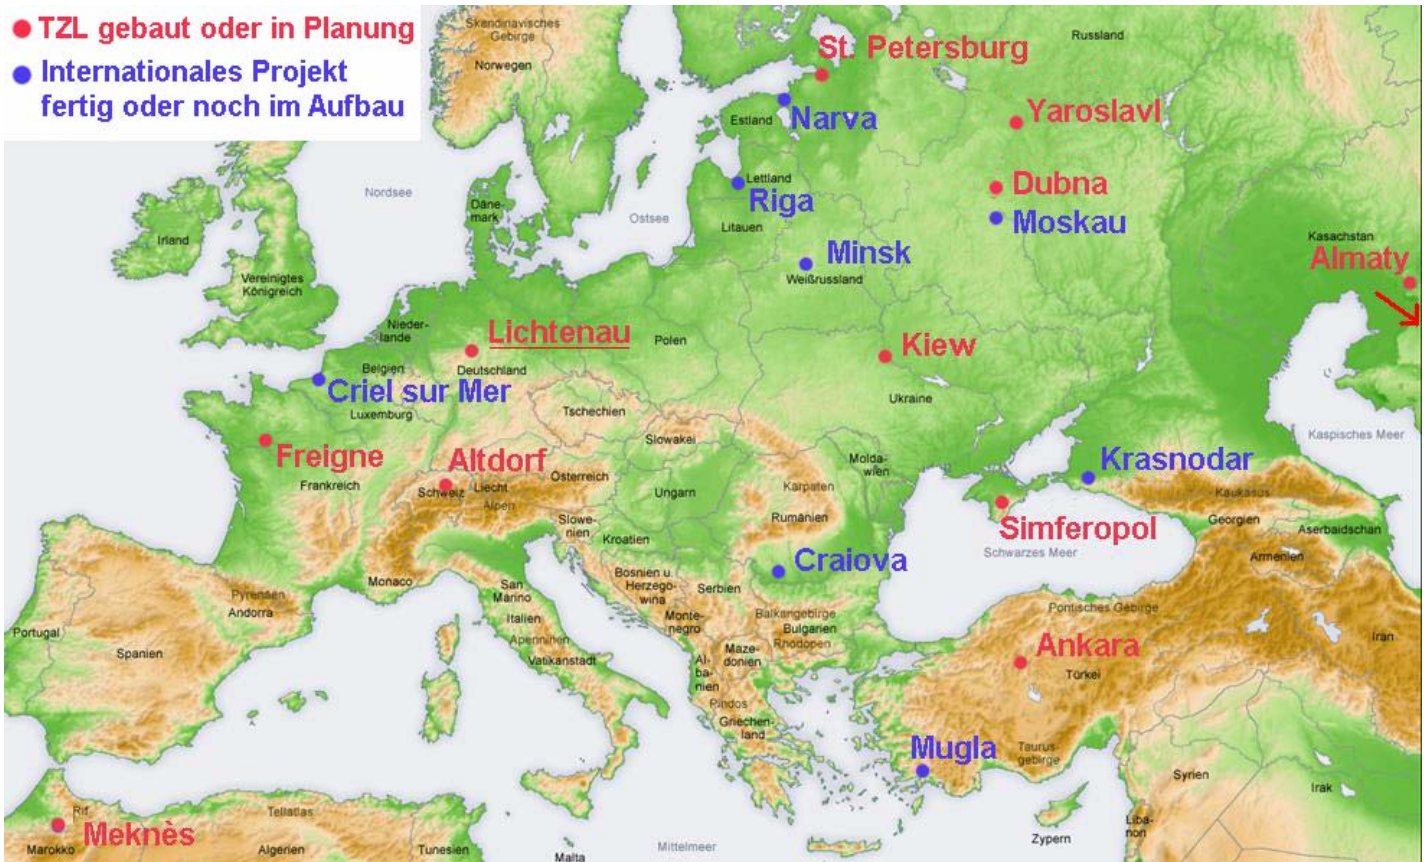 TZL gebaut oder in Planung
Internationales Projekt
fertig oder noch im Aufbau
Skandinavisches
Gebirge
Norwegen
St. Petersburg
Russland
Narva
Estland
Yaroslavl
Lettland
Riga
Dubna
Moskau
Nordsee
Däne-
mark
Ostsee
Litauen
Irland
Minsk
Weißrussland
Kasachstan
Almaty
Vereinigtes
Königreich
Nieder-
lande
Lichtenau
Polen
Kiew
Belgien
Deutschland
Criel sur Mer
Luxemburg
Tschechien
Ukraine
Freigne
Altdorf
Slowakei
Molda-
wien
Krasnodar
Kaspisches Meer
Frankreich
Schweiz
Liecht
Österreich
Alpen
Ungarn
Karpaten
Rumänien
Kaukasus
Simferopol
Schwarzes Meer
Georgien
Aserbaidschan
Armenien
Slowe-
nien
Kroatien
Craiova
Monaco
San
Marino
Bosnien u.
Herzego-
wina
Serbien
Pyrenäen
Andorra
Italien
Monte-
negro
Balkangebirge
Bulgarien
Rhodopen
Pontisches Gebirge
Portugal
Spanien
Apenninen
Vatikanstadt
Maze-
donien
Al-
ba-
nien
Ankara
Türkei
Iran
Pindos
Griechen-
land
Mugla
Taurus-
gebirge
Syrien
Irak
Rif
Meknès
Marokko
Tellatlas
Algerien
Tunesien
Malta
Mittelmeer
Zypern
Liba-
non